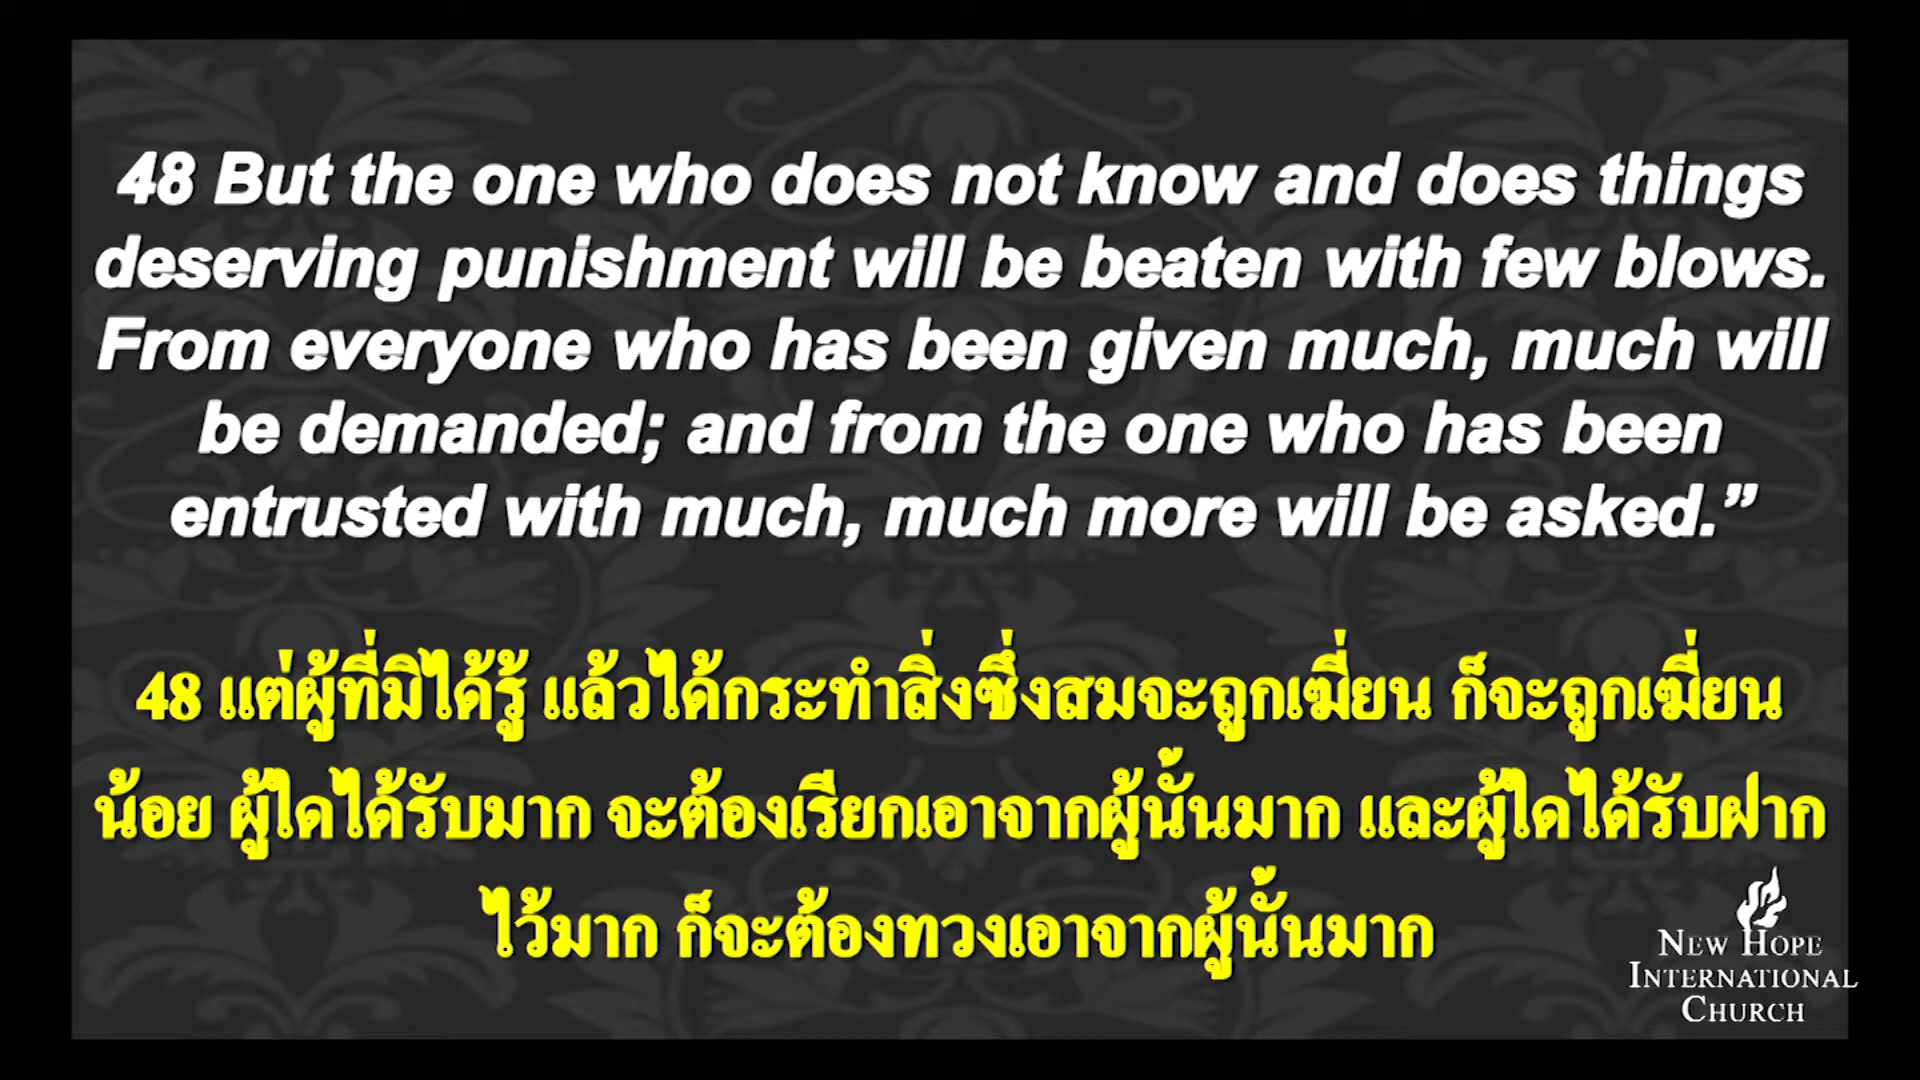 48 But the one who does not know and does things
deserving punishment will be beaten with few blows.
From everyone who has been given much, much will
be demanded; and from the one who has been
entrusted with much, much more will be asked.”
48 แต่ผู้ที่มิได้รู้ แล้วได้กระทำสิ่งซึ่งสมจะถูกเฆี่ยน ก็จะถูกเฆี่ยน
น้อย ผู้ใดได้รับมาก จะต้องเรียกเอาจากผู้นั้นมาก และผู้ใดได้รับฝาก
ไว้มาก ก็จะต้องทวงเอาจากผู้นั้นมาก
NEW HOPE
INTERNATIONAL
CHURCH